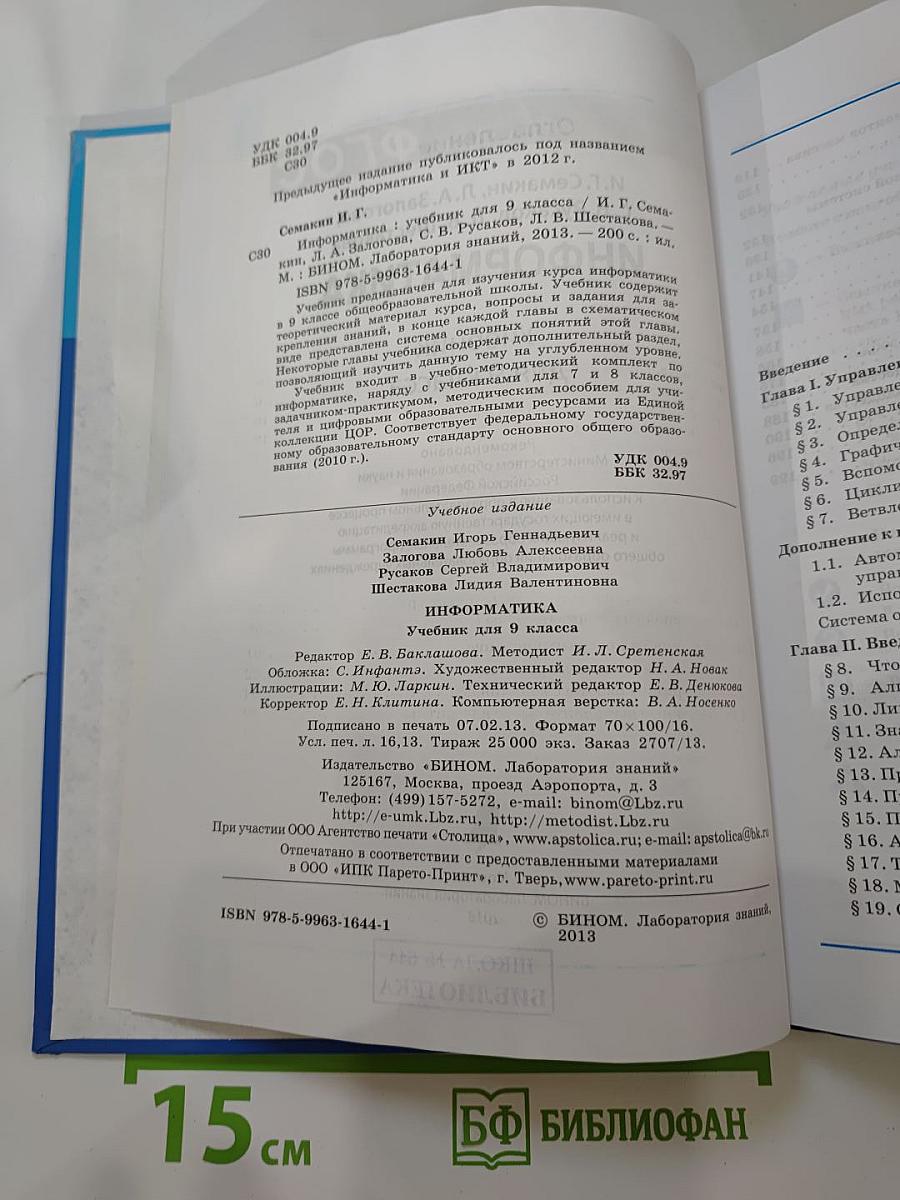 УДК 004.9
ББК 32.97
С30
Предыдущее издание публиковалось под названием
«Информатика и ИКТ» в 2012 г.
Семакин И. Г.
С30 Информатика : учебник для 9 класса / И. Г. Сема-
кин, Л. А. Залогова, С. В. Русаков, Л. В. Шестакова. —
М. : БИНОМ. Лаборатория знаний, 2013. — 200 с. : ил.
ISBN 978-5-9963-1644-1
Учебник предназначен для изучения курса информатики
в 9 классе общеобразовательной школы. Учебник содержит
теоретический материал курса, вопросы и задания для за-
крепления знаний, в конце каждой главы в схематическом
виде представлена система основных понятий этой главы.
Некоторые главы учебника содержат дополнительный раздел,
позволяющий изучить данную тему на углубленном уровне.
Учебник входит в учебно-методический комплект по
информатике, наряду с учебниками для 7 и 8 классов,
задачником-практикумом, методическим пособием для учи-
теля и цифровыми образовательными ресурсами из Единой
коллекции ЦОР. Соответствует федеральному государствен-
ному образовательному стандарту основного общего образо-
вания (2010 г.).
УДК 004.9
ББК 32.97
Учебное издание
Семакин Игорь Геннадьевич
Залогова Любовь Алексеевна
Русаков Сергей Владимирович
Шестакова Лидия Валентиновна
ИНФОРМАТИКА
Учебник для 9 класса
Редактор Е. В. Баклашова. Методист И. Л. Сретенская
Обложка: С. Инфантэ. Художественный редактор Н. А. Новак
Иллюстрации: М. Ю. Ларкин. Технический редактор Е. В. Денюкова
Корректор Е. Н. Клитина. Компьютерная верстка: В. А. Носенко
Подписано в печать 07.02.13. Формат 70×100/16.
Усл. печ. л. 16,13. Тираж 25 000 экз. Заказ 2707/13.
Издательство «БИНОМ. Лаборатория знаний»
125167, Москва, проезд Аэропорта, д. 3
Телефон: (499) 157-5272, e-mail: binom@Lbz.ru
http://e-umk.Lbz.ru, http://metodist.Lbz.ru
При участии ООО Агентство печати «Столица», www.apstolica.ru; e-mail: apstolica@bk.ru
Отпечатано в соответствии с предоставленными материалами
в ООО «ИПК Парето-Принт», г. Тверь, www.pareto-print.ru
ISBN 978-5-9963-1644-1
© БИНОМ. Лаборатория знаний,
2013
Введение . . . .
Глава I. Управле
§ 1. Управле
§ 2. Управле
§ 3. Опреде
§ 4. Графич
§ 5. Вспомо
§ 6. Цикли
§ 7. Ветвле
Дополнение к
1.1. Авто
упра
1.2. Испо
Система о
Глава II. Вве
§ 8. Что
§ 9. Ал
§ 10. Ли
§ 11. Зн
§ 12. Ал
§ 13. Пр
§ 14. П
§ 15. П
§ 16. А
§ 17. Т
§ 18. М
§ 19.
15 см
БФ БИБЛИОФАН